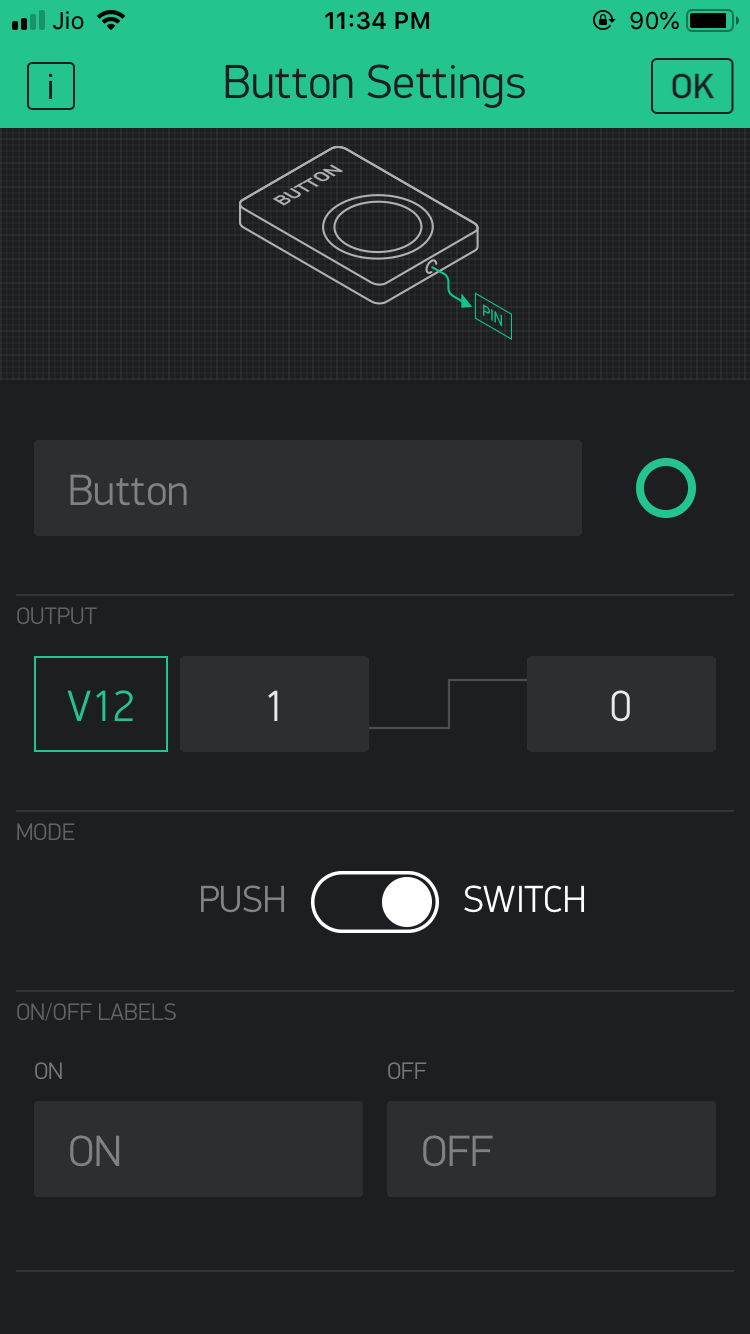 Jio 11:34 PM 90%
i Button Settings OK
BUTTON
PIN
Button
OUTPUT
V12 1 0
MODE
PUSH SWITCH
ON/OFF LABELS
ON OFF
ON OFF